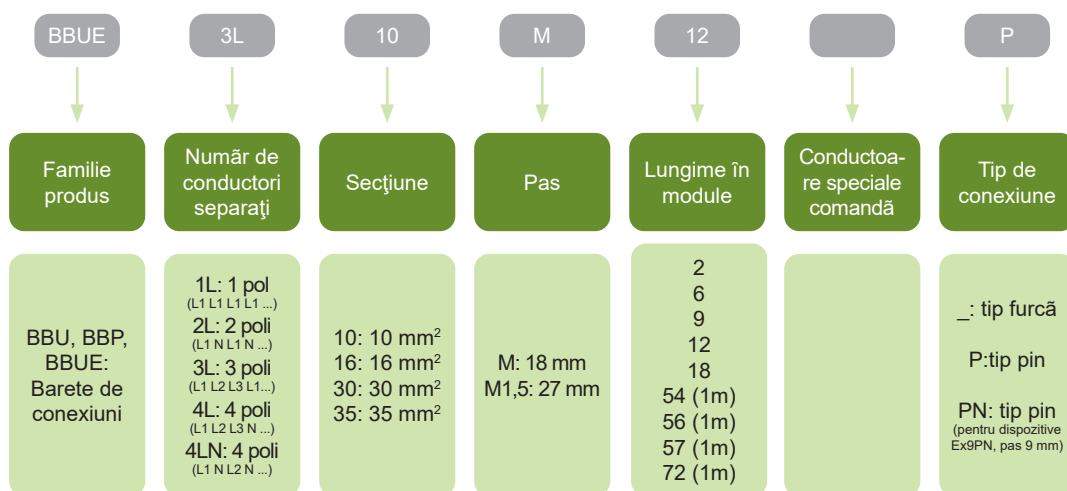 BBUE 3L 10 M 12 P
Familie
produs
Numãr de
conductori
separaţi
Secţiune
Pas
Lungime în
module
Conductoa-
re speciale
comandã
Tip de
conexiune
BBU, BBP,
BBUE:
Barete de
conexiuni
1L: 1 pol
(L1 L1 L1 L1 ...)
2L: 2 poli
(L1 N L1 N ...)
3L: 3 poli
(L1 L2 L3 L1...)
4L: 4 poli
(L1 L2 L3 N ...)
4LN: 4 poli
(L1 N L2 N ...)
10: 10 mm²
16: 16 mm²
30: 30 mm²
35: 35 mm²
M: 18 mm
M1,5: 27 mm
2
6
9
12
18
54 (1m)
56 (1m)
57 (1m)
72 (1m)
_: tip furcã
P:tip pin
PN: tip pin
(pentru dispozitive
Ex9PN, pas 9 mm)